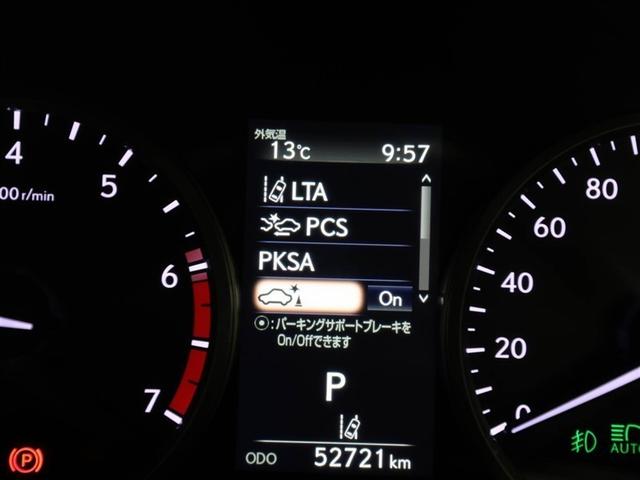 外気温
13℃ 9:57
LTA
PCS
PKSA
On
⦿:パーキングサポートブレーキを
On/Offできます
P
ODO 52721 km
4
00 r/min
5
6
7
80
60
40
20
0
(P)
AUTO